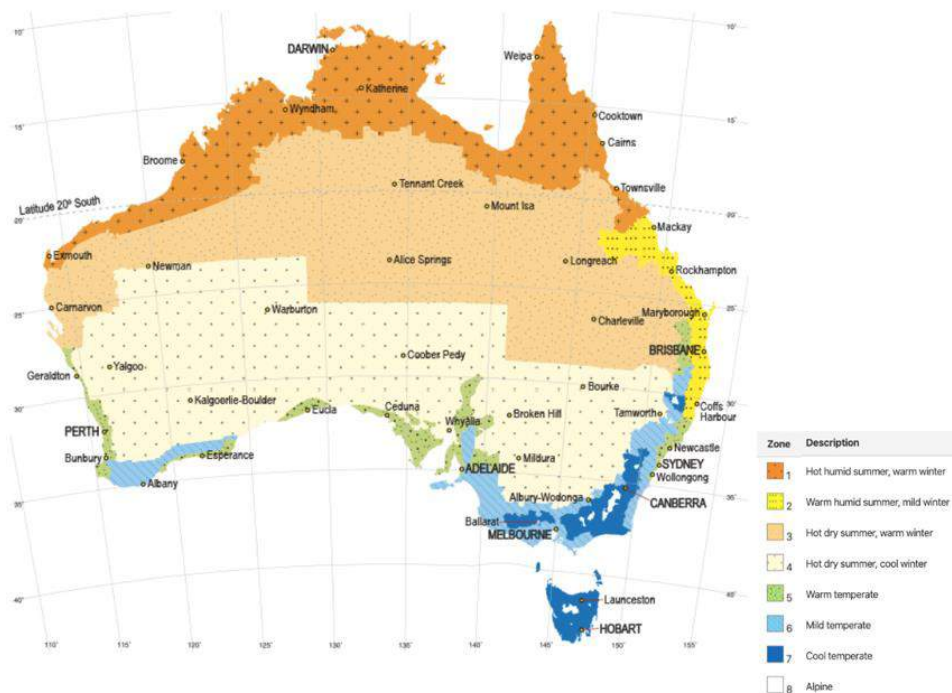 10°
10°
DARWIN
Weipa
Katherine
Wyndham
Cooktown
15°
15°
Cairns
Broome
Tennant Creek
Townsville
Latitude 20° South
Mount Isa
Mackay
Exmouth
Alice Springs
Longreach
Newman
Rockhampton
Carnarvon
Warburton
Charleville
Maryborough
25°
Coober Pedy
BRISBANE
Yalgoo
Geraldton
Bourke
30°
Kalgoorlie-Boulder
Eucla
Ceduna
Broken Hill
Tamworth
Coffs
Harbour
30°
Whyalla
PERTH
Newcastle
Bunbury
Esperance
Mildura
SYDNEY
ADELAIDE
Wollongong
35°
Albany
Albury-Wodonga
CANBERRA
35°
Ballarat
MELBOURNE
40°
Launceston
HOBART
110°
115°
120°
125°
130°
135°
140°
145°
150°
155°
Zone Description
1 Hot humid summer, warm winter
2 Warm humid summer, mild winter
3 Hot dry summer, warm winter
4 Hot dry summer, cool winter
5 Warm temperate
6 Mild temperate
7 Cool temperate
8 Alpine